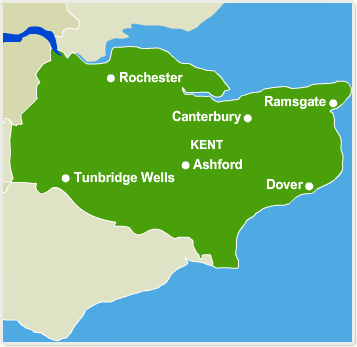 Rochester
Ramsgate
Canterbury
KENT
Ashford
Tunbridge Wells
Dover